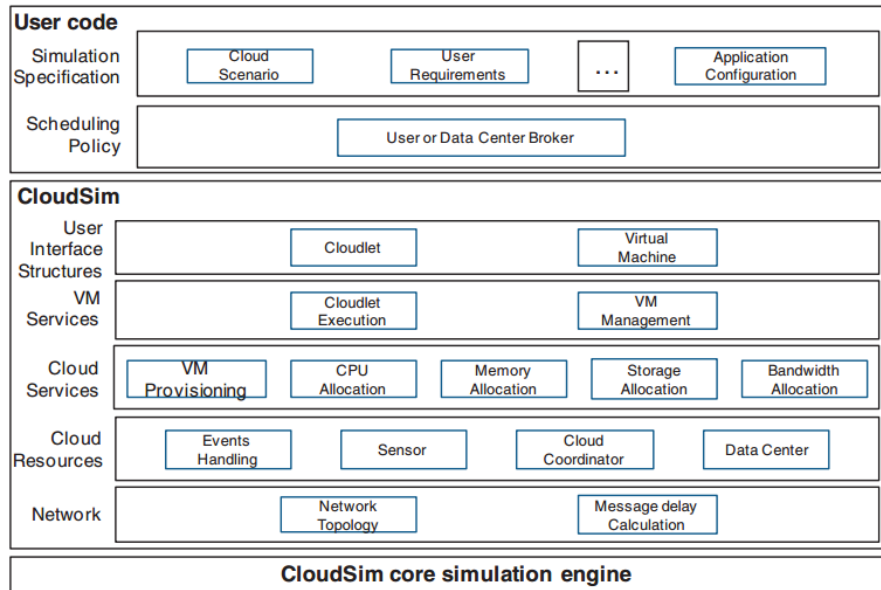 User code
Simulation
Specification
Cloud
Scenario
User
Requirements
...
Application
Configuration
Scheduling
Policy
User or Data Center Broker
CloudSim
User
Interface
Structures
Cloudlet
Virtual
Machine
VM
Services
Cloudlet
Execution
VM
Management
Cloud
Services
VM
Provisioning
CPU
Allocation
Memory
Allocation
Storage
Allocation
Bandwidth
Allocation
Cloud
Resources
Events
Handling
Sensor
Cloud
Coordinator
Data Center
Network
Network
Topology
Message delay
Calculation
CloudSim core simulation engine